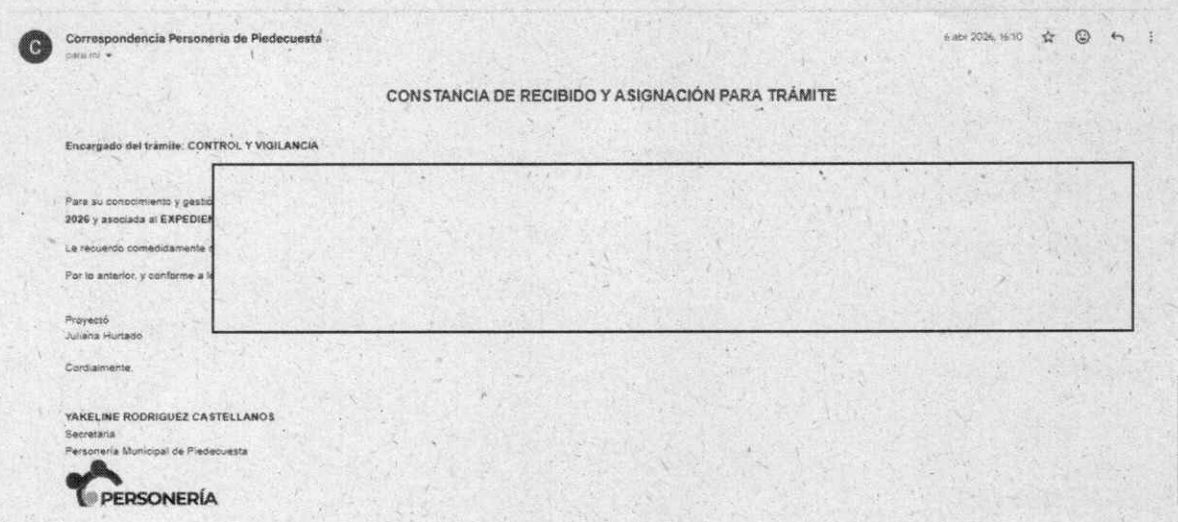 C
Correspondencia Personería de Piedecuesta
para mí
6 abr 2026, 16:10
CONSTANCIA DE RECIBIDO Y ASIGNACIÓN PARA TRÁMITE
Encargado del trámite: CONTROL Y VIGILANCIA
Para su conocimiento y gestió
2026 y asociada al EXPEDIEN
Le recuerdo comedidamente
Por lo anterior, y conforme a l
Proyectó
Juliana Hurtado
Cordialmente,
YAKELINE RODRIGUEZ CASTELLANOS
Secretaria
Personería Municipal de Piedecuesta
PERSONERÍA